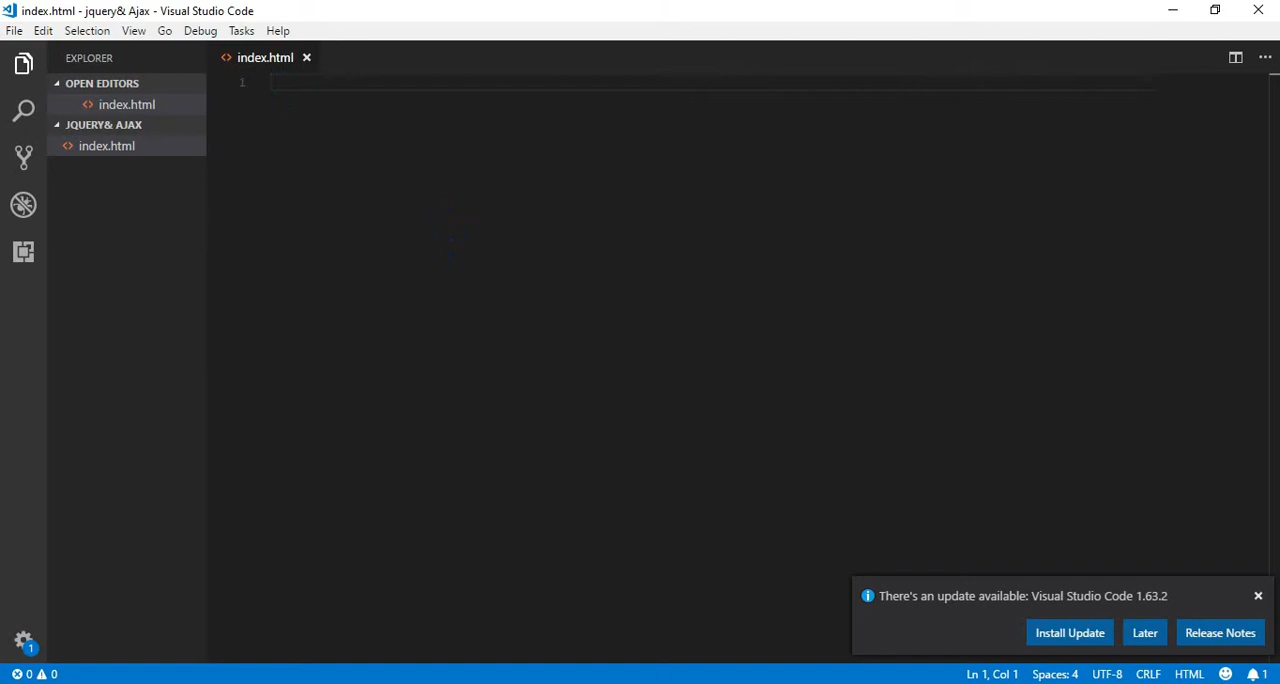 index.html - jquery& Ajax - Visual Studio Code
File Edit Selection View Go Debug Tasks Help
EXPLORER
OPEN EDITORS
index.html
JQUERY& AJAX
index.html
index.html
1
There's an update available: Visual Studio Code 1.63.2
Install Update Later Release Notes
1
0 0 Ln 1, Col 1 Spaces: 4 UTF-8 CRLF HTML 1